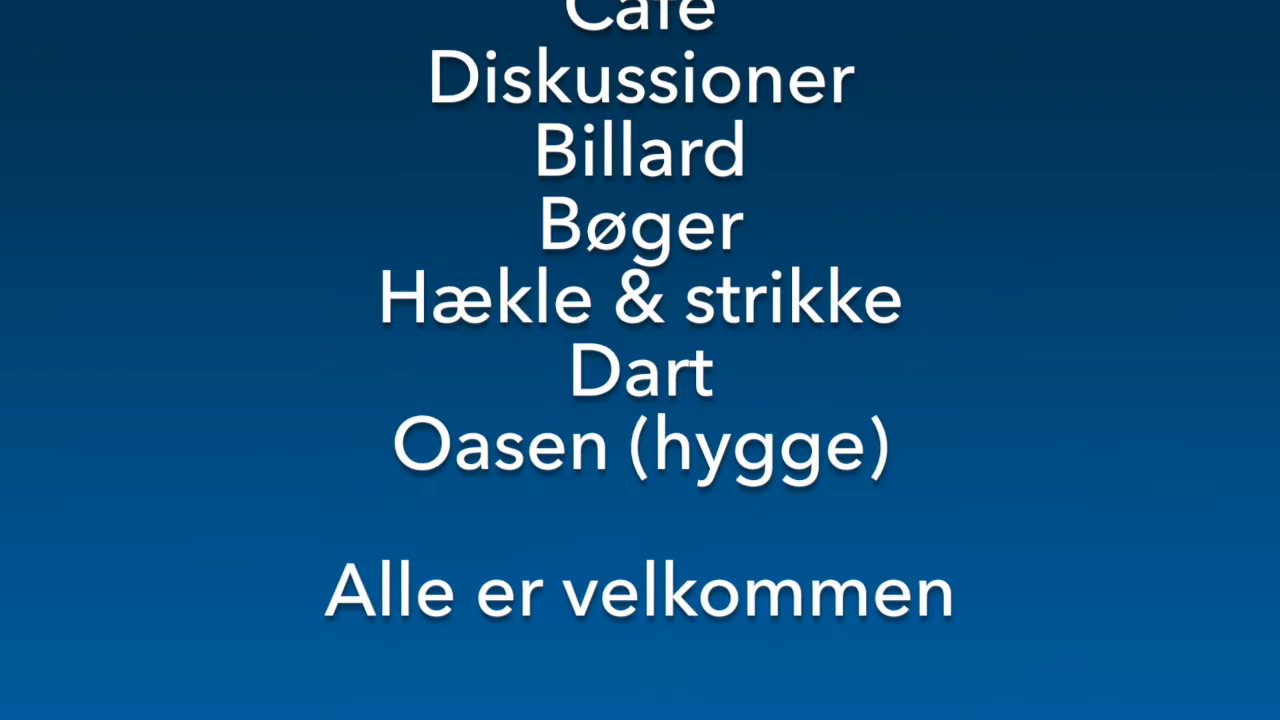 Cafe
Diskussioner
Billard
Bøger
Hækle & strikke
Dart
Oasen (hygge)
Alle er velkommen